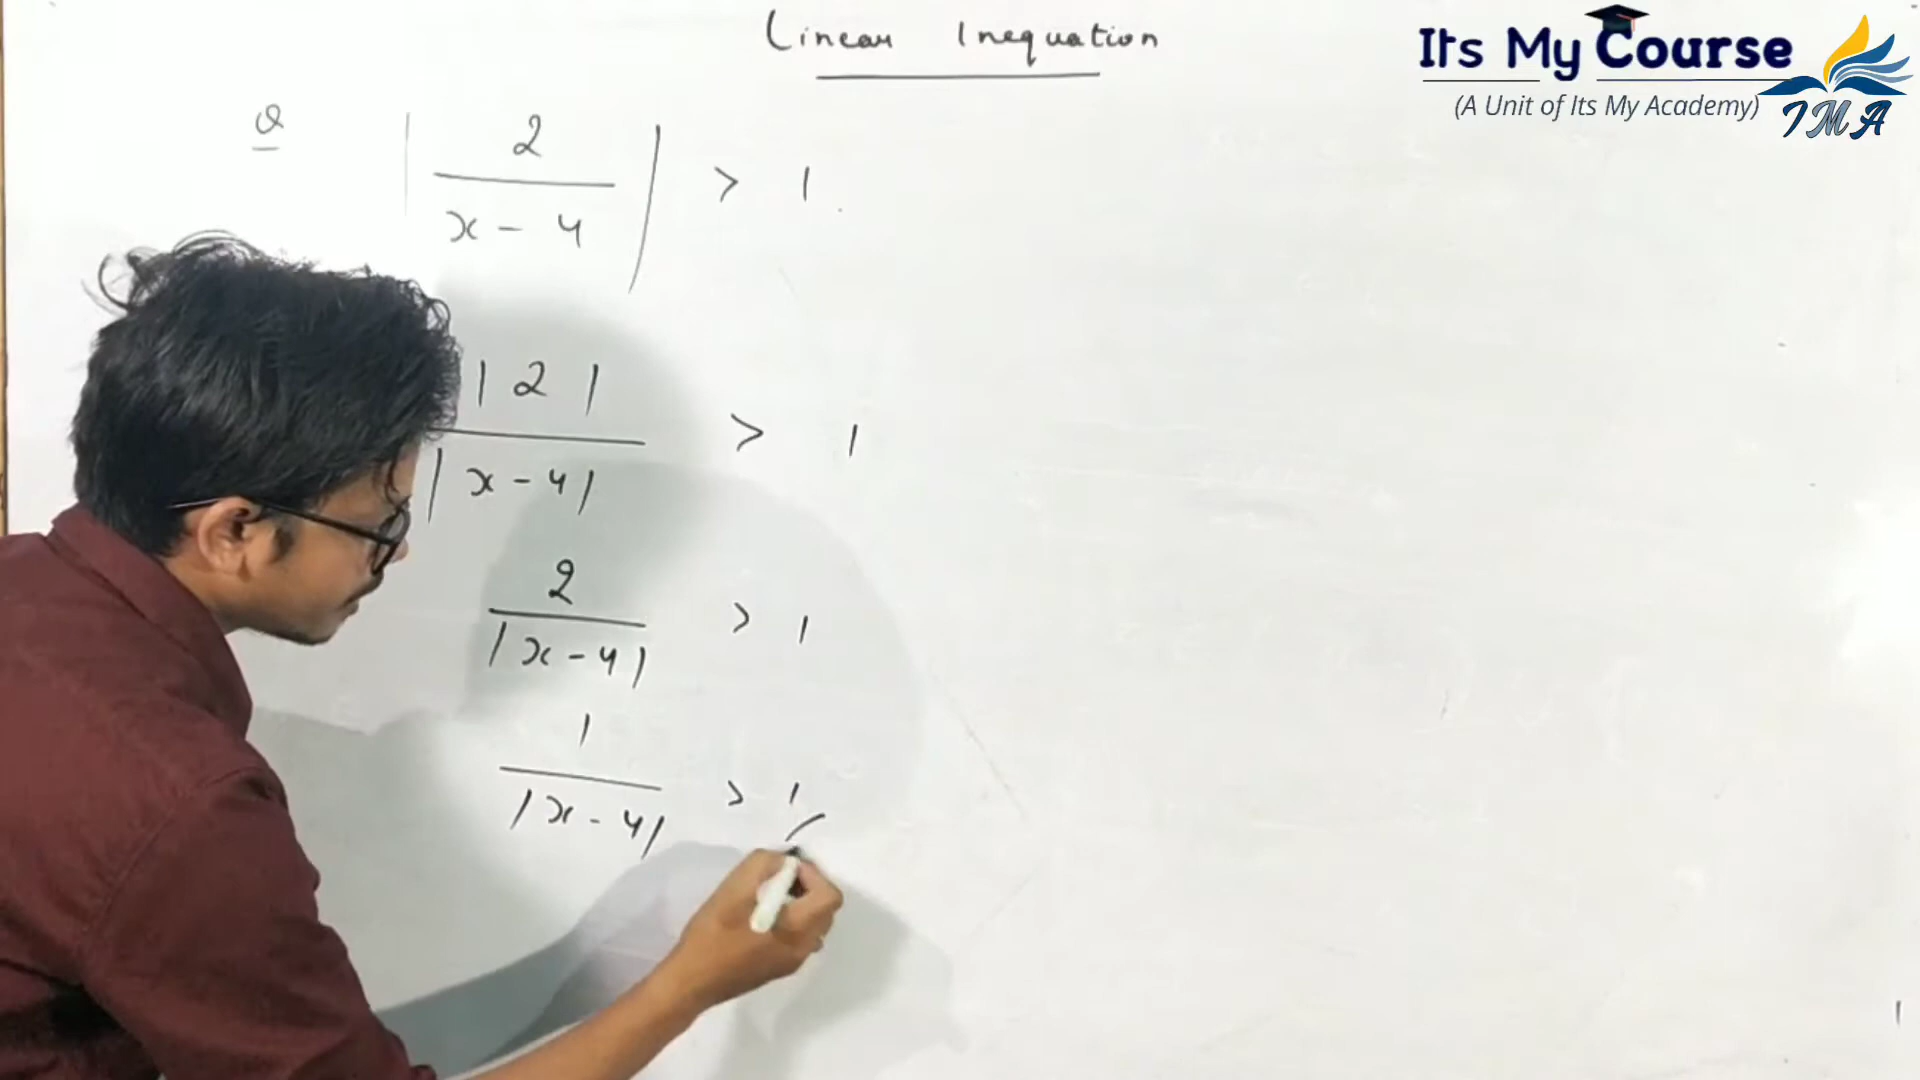 Linear Inequation
Its My Course
(A Unit of Its My Academy)
IMA
Q | 2 / x - 4 | > 1
|2| / |x - 4| > 1
2 / |x - 4| > 1
1 / |x - 4| > 1